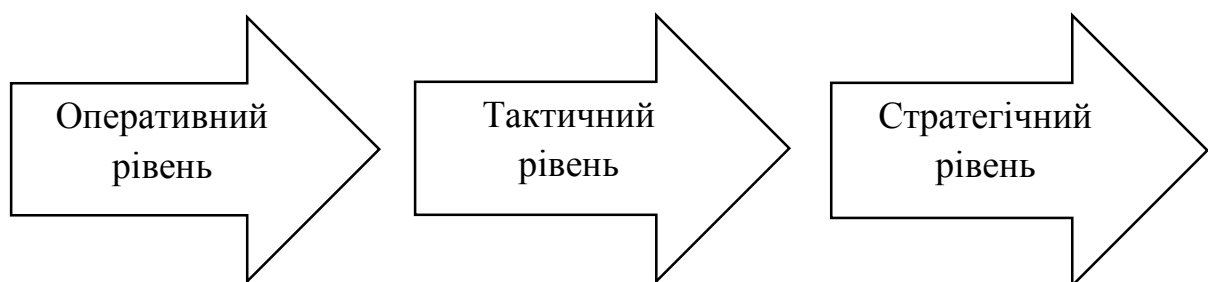 Оперативний
рівень
Тактичний
рівень
Стратегічний
рівень